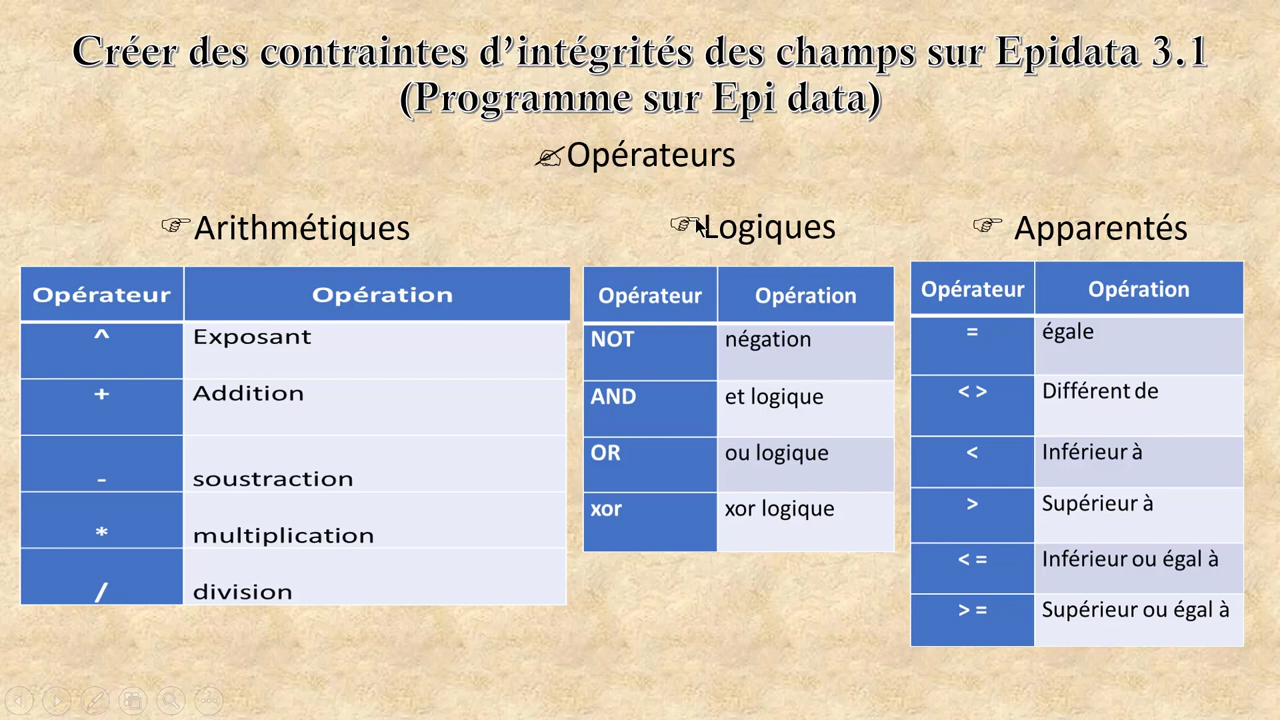 Créer des contraintes d’intégrités des champs sur Epidata 3.1
(Programme sur Epi data)
Opérateurs
Arithmétiques
Opérateur Opération
^ Exposant
+ Addition
- soustraction
* multiplication
/ division
Logiques
Opérateur Opération
NOT négation
AND et logique
OR ou logique
xor xor logique
Apparentés
Opérateur Opération
= égale
< > Différent de
< Inférieur à
> Supérieur à
< = Inférieur ou égal à
> = Supérieur ou égal à